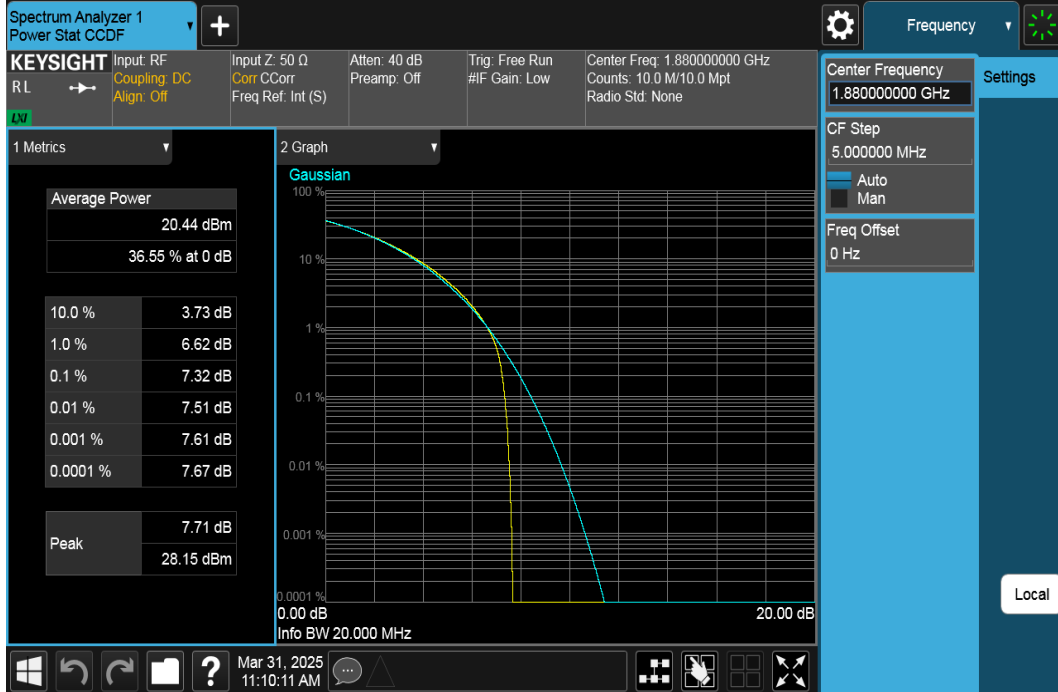 Spectrum Analyzer 1
Power Stat CCDF
Frequency
KEYSIGHT
R L
LXI
Input: RF
Coupling: DC
Align: Off
Input Z: 50 Ω
Corr CCorr
Freq Ref: Int (S)
Atten: 40 dB
Preamp: Off
Trig: Free Run
#IF Gain: Low
Center Freq: 1.880000000 GHz
Counts: 10.0 M/10.0 Mpt
Radio Std: None
Center Frequency
1.880000000 GHz
Settings
CF Step
5.000000 MHz
Auto
Man
Freq Offset
0 Hz
Local
1 Metrics
Average Power
20.44 dBm
36.55 % at 0 dB
10.0 % 3.73 dB
1.0 % 6.62 dB
0.1 % 7.32 dB
0.01 % 7.51 dB
0.001 % 7.61 dB
0.0001 % 7.67 dB
Peak
7.71 dB
28.15 dBm
2 Graph
Gaussian
100 %
10 %
1 %
0.1 %
0.01 %
0.001 %
0.0001 %
0.00 dB 20.00 dB
Info BW 20.000 MHz
?
Mar 31, 2025
11:10:11 AM